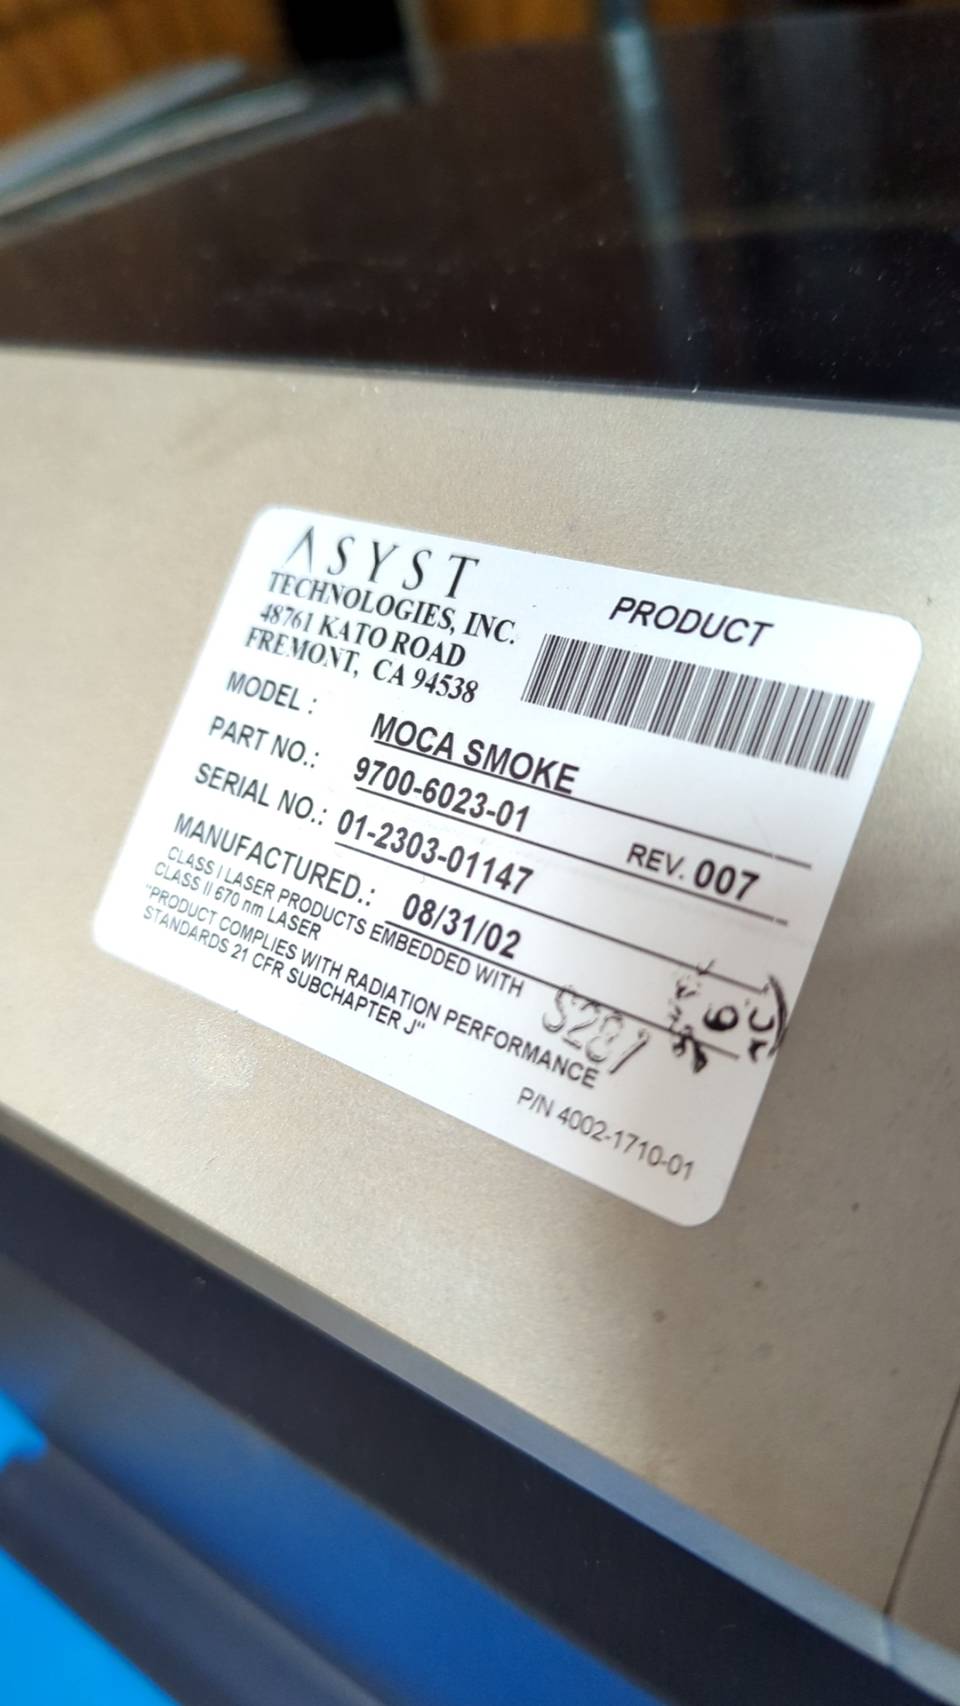 ASYST
TECHNOLOGIES, INC.
48761 KATO ROAD
FREMONT, CA 94538
PRODUCT
MODEL : MOCA SMOKE
PART NO.: 9700-6023-01 REV. 007
SERIAL NO.: 01-2303-01147
MANUFACTURED.: 08/31/02
CLASS I LASER PRODUCTS EMBEDDED WITH
CLASS II 670 nm LASER
"PRODUCT COMPLIES WITH RADIATION PERFORMANCE
STANDARDS 21 CFR SUBCHAPTER J"
P/N 4002-1710-01